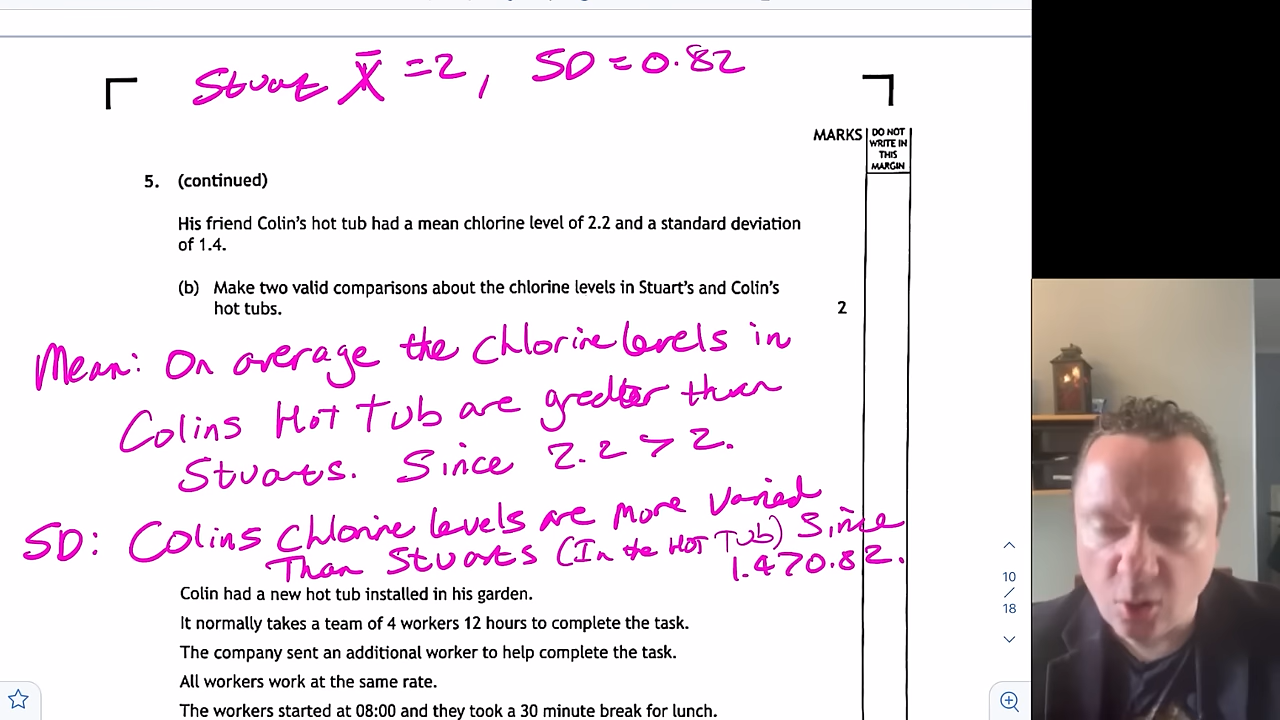 Stuart X̄ = 2, SD = 0.82
MARKS
DO NOT
WRITE IN
THIS
MARGIN
5. (continued)
His friend Colin's hot tub had a mean chlorine level of 2.2 and a standard deviation
of 1.4.
(b) Make two valid comparisons about the chlorine levels in Stuart's and Colin's
hot tubs.
2
Mean: On average the chlorine levels in
Colins Hot Tub are greater than
Stuarts. Since 2.2 > 2.
SD: Colins chlorine levels are more varied
Than Stuarts (In the Hot Tub) Since
1.4>0.82.
Colin had a new hot tub installed in his garden.
It normally takes a team of 4 workers 12 hours to complete the task.
The company sent an additional worker to help complete the task.
All workers work at the same rate.
The workers started at 08:00 and they took a 30 minute break for lunch.
10
/
18